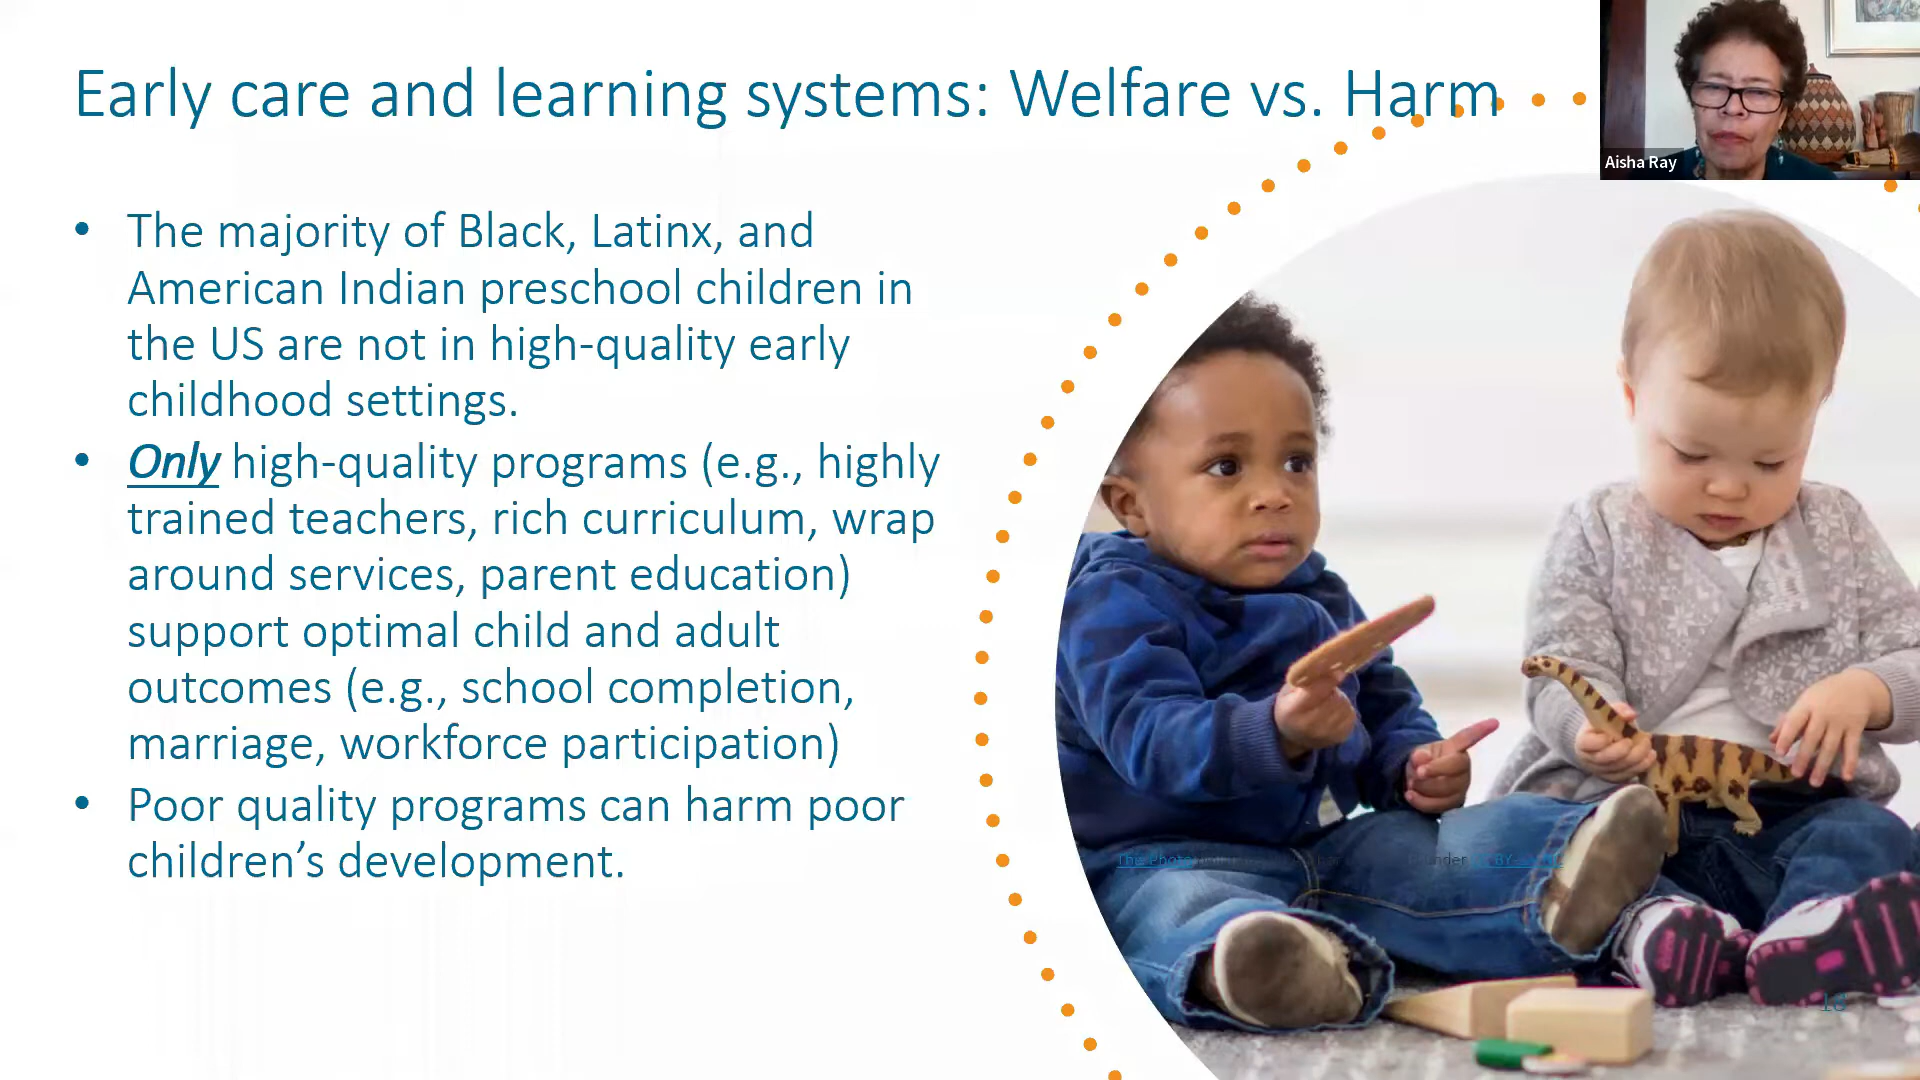 Early care and learning systems: Welfare vs. Harm
Aisha Ray
• The majority of Black, Latinx, and
American Indian preschool children in
the US are not in high-quality early
childhood settings.
• Only high-quality programs (e.g., highly
trained teachers, rich curriculum, wrap
around services, parent education)
support optimal child and adult
outcomes (e.g., school completion,
marriage, workforce participation)
• Poor quality programs can harm poor
children’s development.
This Photo under